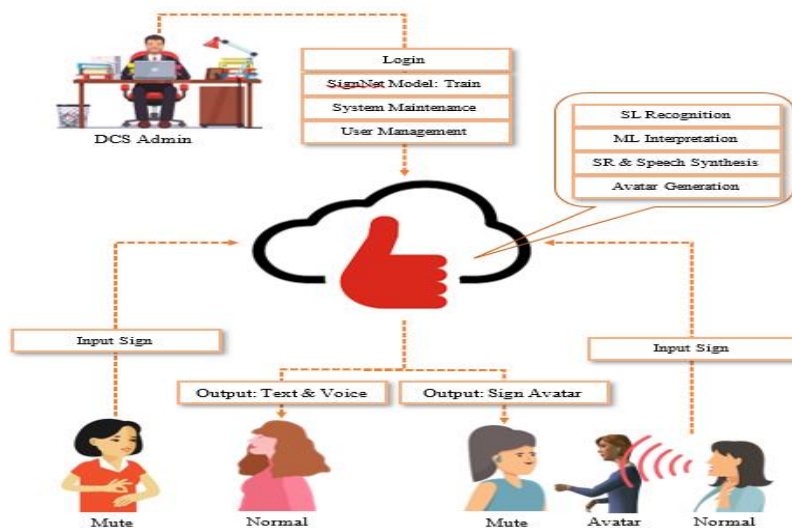 Login
SignNet Model: Train
System Maintenance
User Management
DCS Admin
SL Recognition
ML Interpretation
SR & Speech Synthesis
Avatar Generation
Input Sign
Input Sign
Output: Text & Voice
Output: Sign Avatar
Mute
Normal
Mute
Avatar
Normal